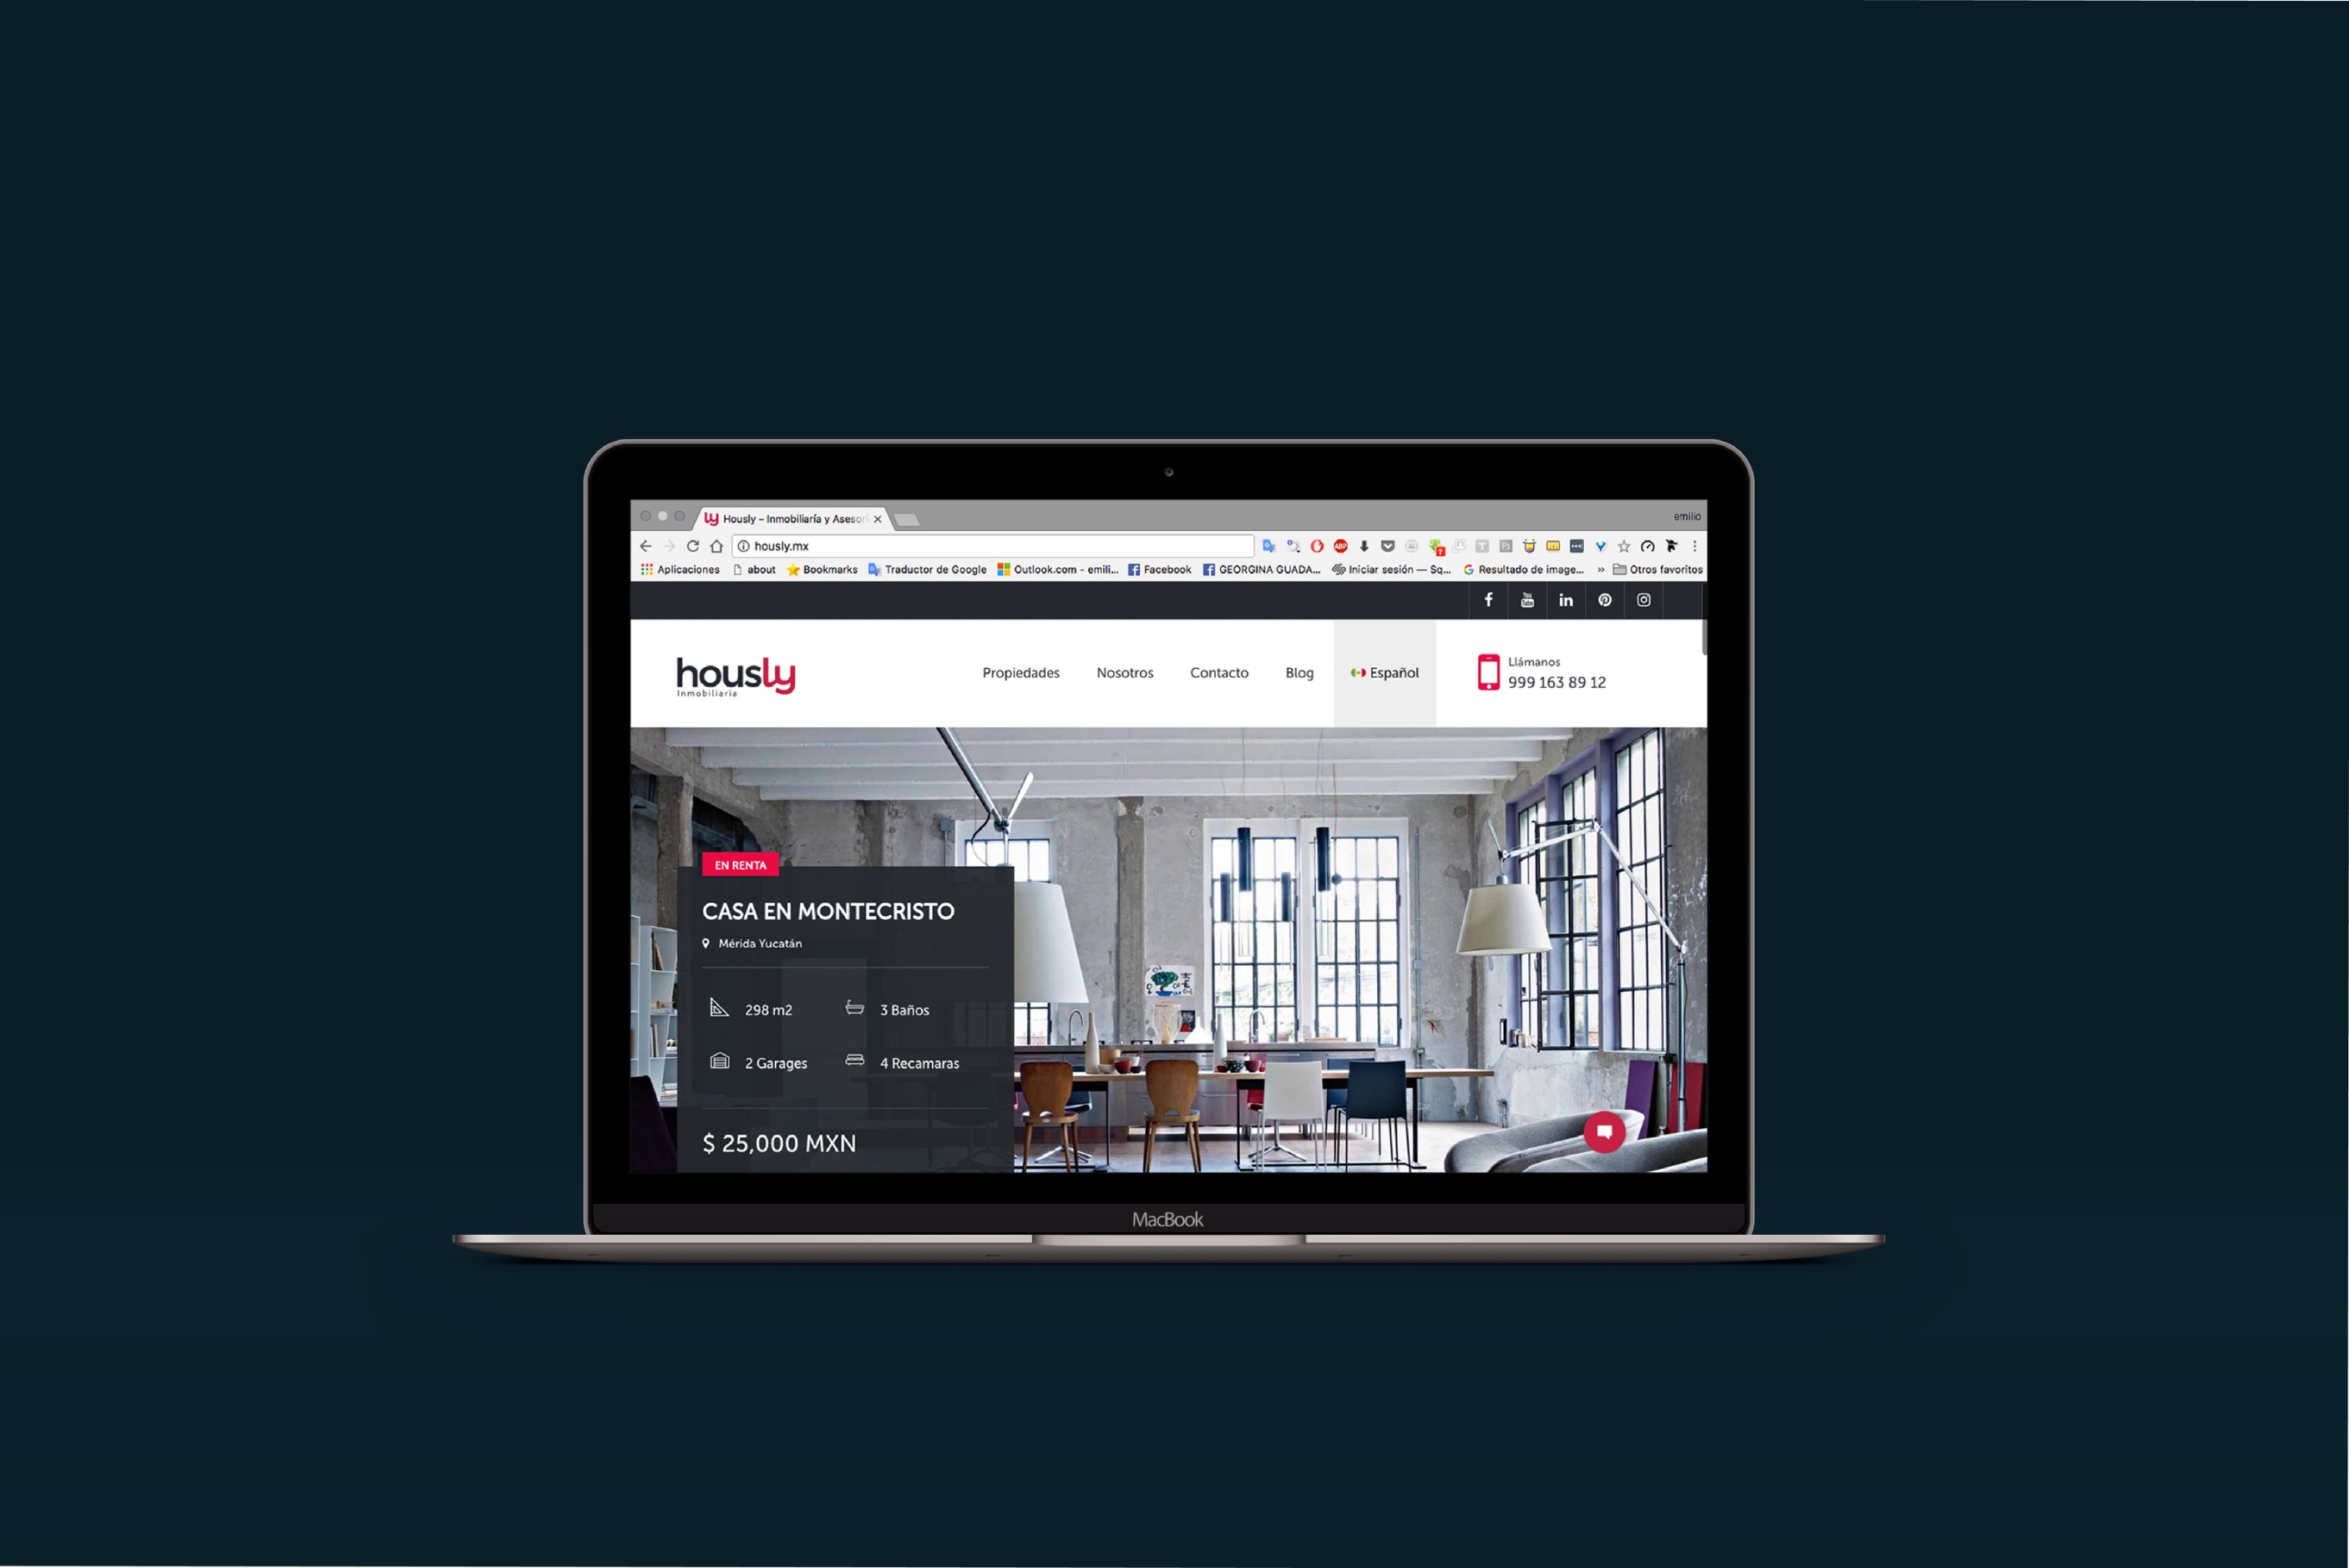 Hously – Inmobiliaría y Asesor
emilio
hously.mx
Aplicaciones about Bookmarks Traductor de Google Outlook.com - emili... Facebook GEORGINA GUADA... Iniciar sesión — Sq... Resultado de image... » Otros favoritos
hously
Inmobiliaria
Propiedades Nosotros Contacto Blog Español
Llámanos
999 163 89 12
EN RENTA
CASA EN MONTECRISTO
Mérida Yucatán
298 m2 3 Baños
2 Garages 4 Recamaras
$ 25,000 MXN
MacBook